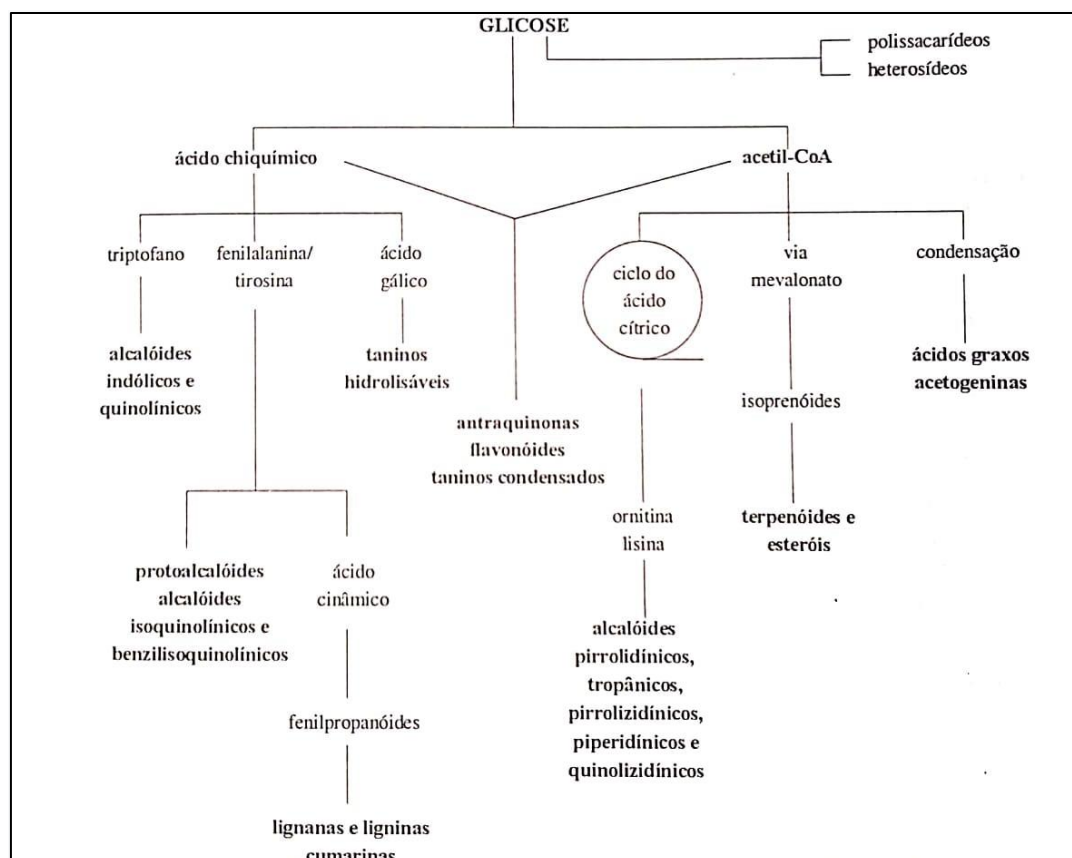 GLICOSE
polissacarídeos
heterosídeos
ácido chiquímico
acetil-CoA
triptofano
fenilalanina/
tirosina
ácido
gálico
ciclo do
ácido
cítrico
via
mevalonato
condensação
alcalóides
indólicos e
quinolínicos
taninos
hidrolisáveis
antraquinonas
flavonóides
taninos condensados
isoprenóides
ácidos graxos
acetogeninas
protoalcalóides
alcalóides
isoquinolínicos e
benzilisoquinolínicos
ácido
cinâmico
ornitina
lisina
terpenóides e
esteróis
alcalóides
pirrolidínicos,
tropânicos,
pirrolizidínicos,
piperidínicos e
quinolizidínicos
fenilpropanóides
lignanas e ligninas
cumarinas